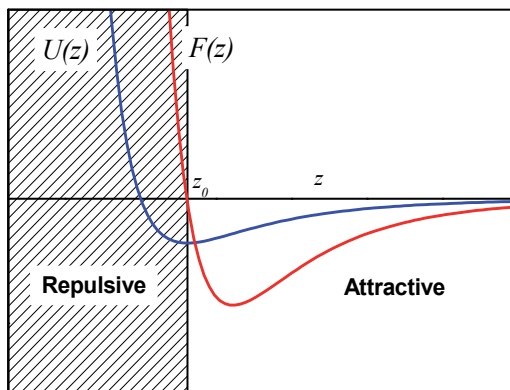 U(z) F(z)
z₀ z
Repulsive Attractive